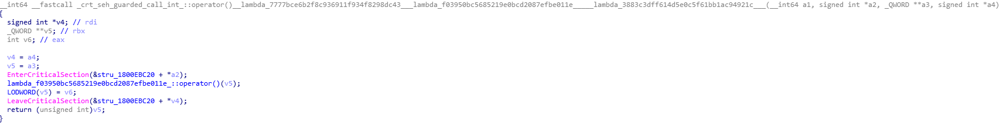 __int64 __fastcall _crt_seh_guarded_call_int_::operator()__lambda_7777bce6b2f8c936911f934f8298dc43___lambda_f03950bc5685219e0bcd2087efbe011e_____lambda_3883c3dff614d5e0c5f61bb1ac94921c___(__int64 a1, signed int *a2, _QWORD **a3, signed int *a4)
{
  signed int *v4; // rdi
  _QWORD **v5; // rbx
  int v6; // eax

  v4 = a4;
  v5 = a3;
  EnterCriticalSection(&stru_1800EBC20 + *a2);
  lambda_f03950bc5685219e0bcd2087efbe011e_::operator()(v5);
  LODWORD(v5) = v6;
  LeaveCriticalSection(&stru_1800EBC20 + *v4);
  return (unsigned int)v5;
}